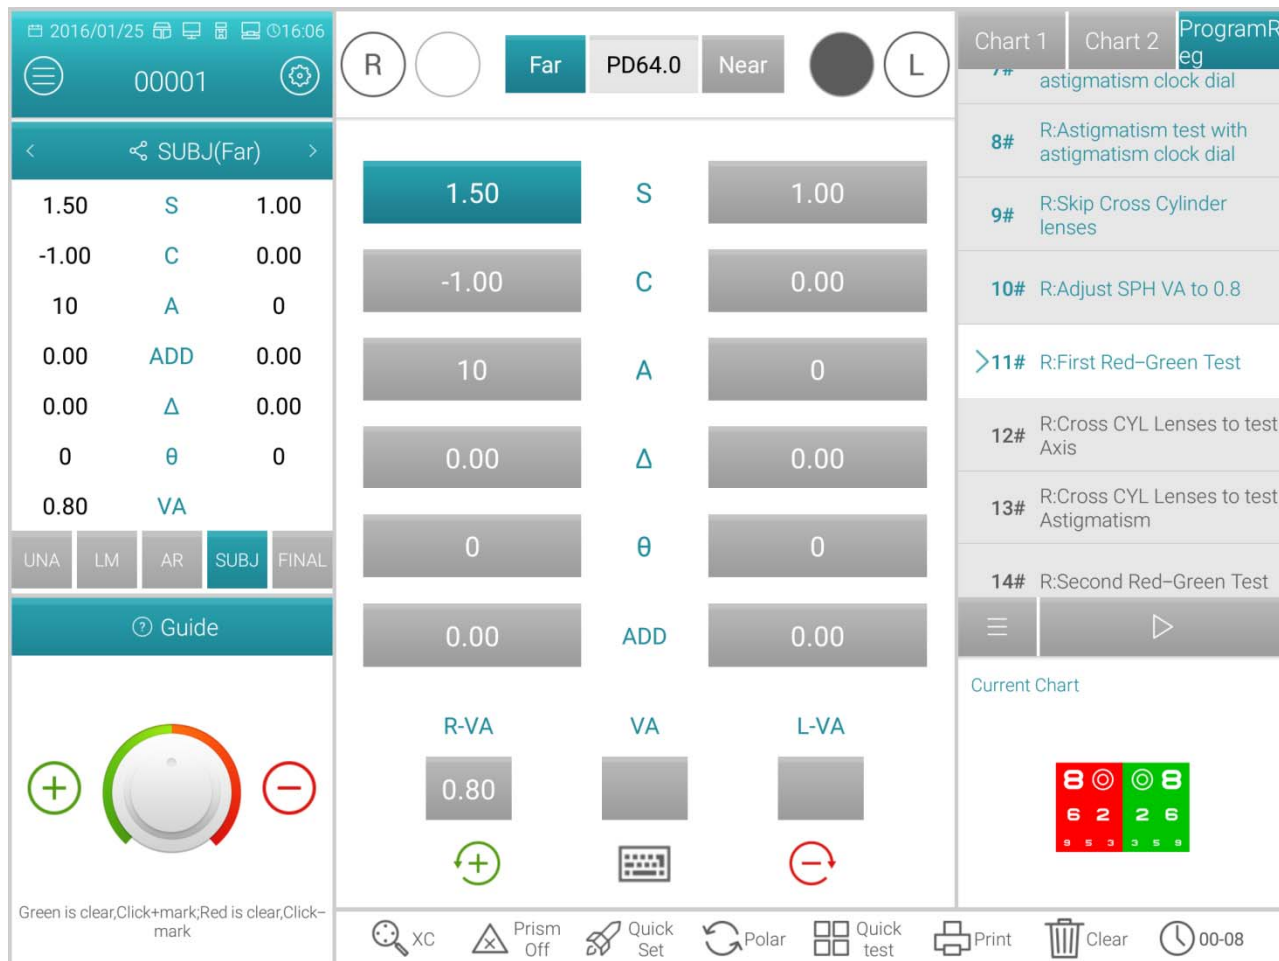 2016/01/25 016:06
00001
SUBJ(Far)
1.50 S 1.00
-1.00 C 0.00
10 A 0
0.00 ADD 0.00
0.00 Δ 0.00
0 θ 0
0.80 VA
UNA LM AR SUBJ FINAL
Guide
Green is clear,Click+mark;Red is clear,Click–
mark
R Far PD64.0 Near L
1.50 S 1.00
-1.00 C 0.00
10 A 0
0.00 Δ 0.00
0 θ 0
0.00 ADD 0.00
R-VA VA L-VA
0.80
Chart 1 Chart 2 ProgramR
eg
7#
astigmatism clock dial
8# R:Astigmatism test with
astigmatism clock dial
9# R:Skip Cross Cylinder
lenses
10# R:Adjust SPH VA to 0.8
11# R:First Red–Green Test
12# R:Cross CYL Lenses to test
Axis
13# R:Cross CYL Lenses to test
Astigmatism
14# R:Second Red–Green Test
Current Chart
8 8
6 2 2 6
9 5 3 3 5 9
XC
Prism
Off
Quick
Set
Polar
Quick
test
Print
Clear
00-08